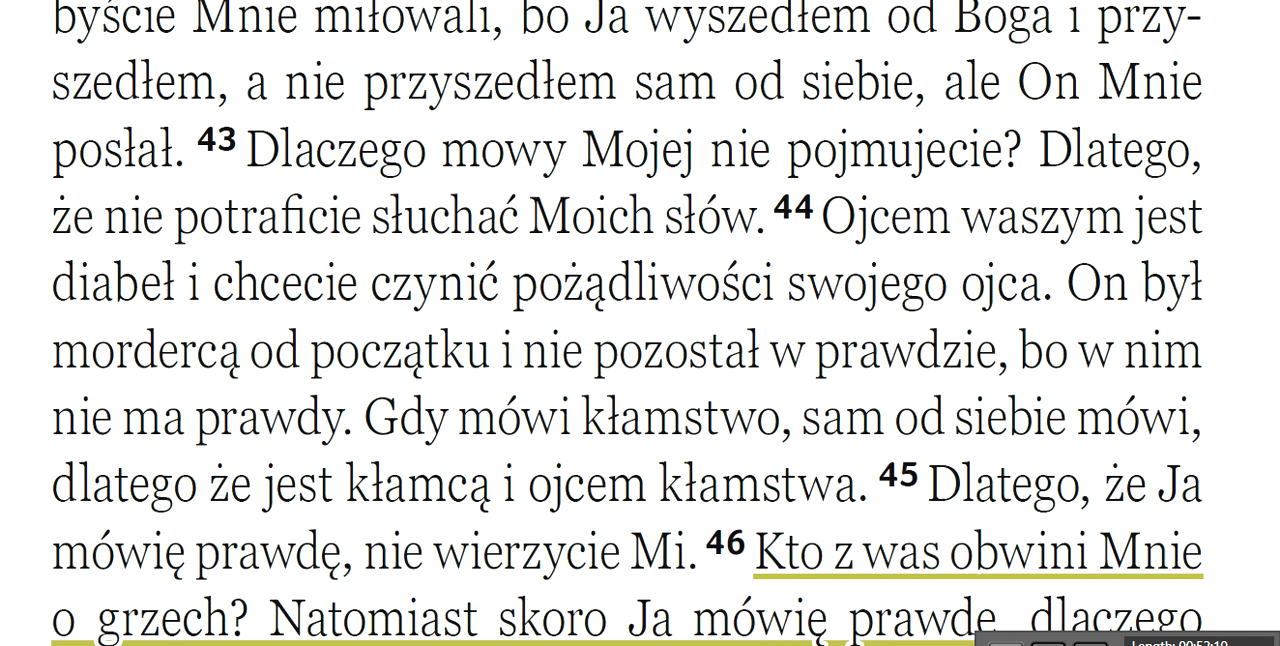 byście Mnie miłowali, bo Ja wyszedłem od Boga i przy-
szedłem, a nie przyszedłem sam od siebie, ale On Mnie
posłał. 43 Dlaczego mowy Mojej nie pojmujecie? Dlatego,
że nie potraficie słuchać Moich słów. 44 Ojcem waszym jest
diabeł i chcecie czynić pożądliwości swojego ojca. On był
mordercą od początku i nie pozostał w prawdzie, bo w nim
nie ma prawdy. Gdy mówi kłamstwo, sam od siebie mówi,
dlatego że jest kłamcą i ojcem kłamstwa. 45 Dlatego, że Ja
mówię prawdę, nie wierzycie Mi. 46 Kto z was obwini Mnie
o grzech? Natomiast skoro Ja mówię prawdę, dlaczego
Length: 00:52:19